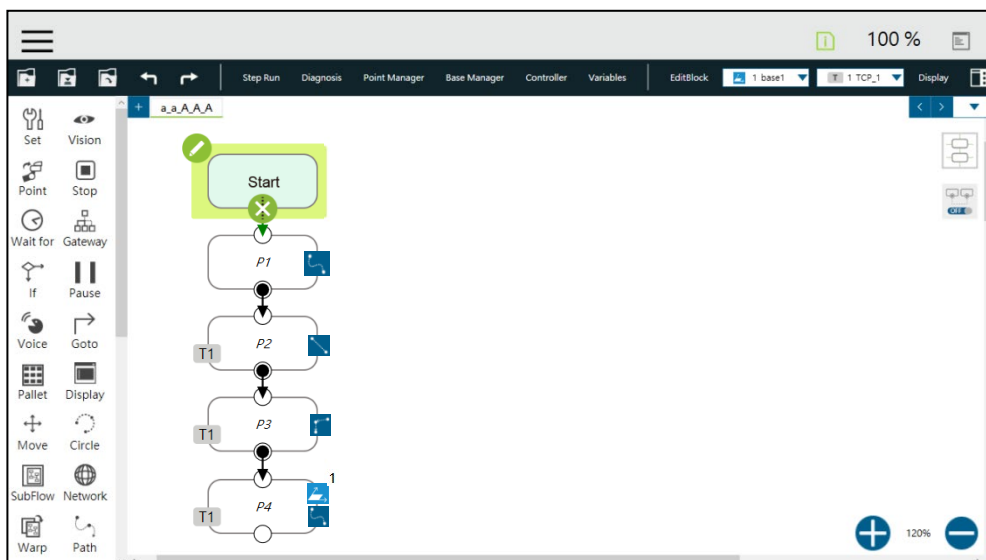 100 %
Step Run Diagnosis Point Manager Base Manager Controller Variables EditBlock 1 base1 T 1 TCP_1 Display
+ a_a_A_A_A < >
Set Vision
Point Stop
Wait for Gateway
If Pause
Voice Goto
Pallet Display
Move Circle
SubFlow Network
Warp Path
Start
P1
P2
T1
P3
T1
1
P4
T1
OFF
120%